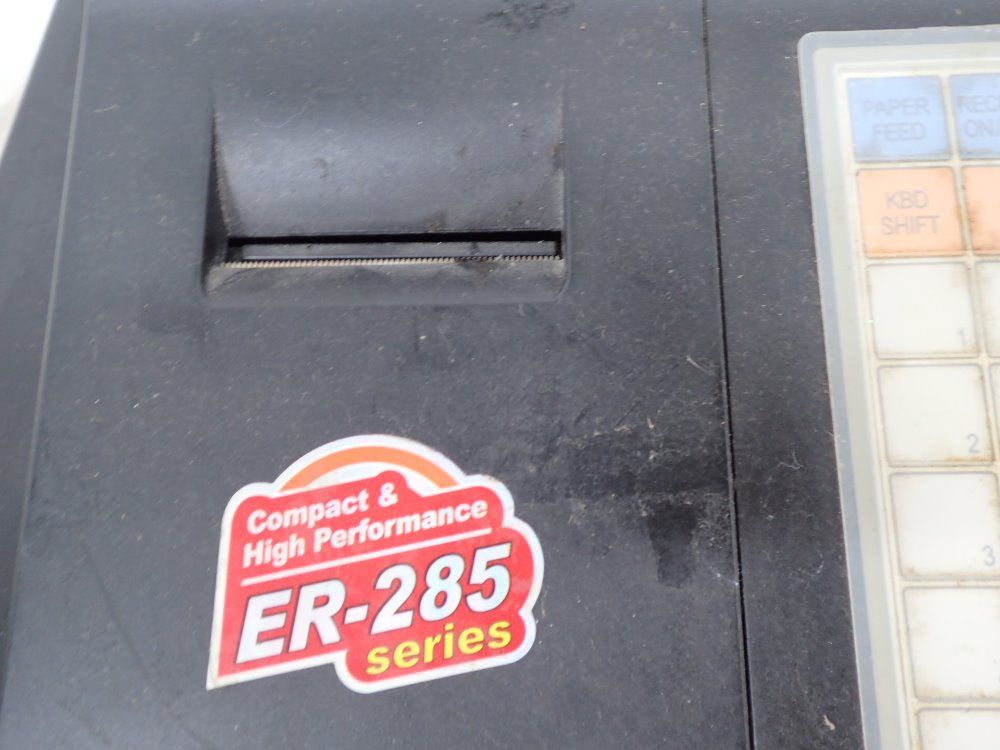 PAPER
FEED
KBD
SHIFT
1
2
3
Compact &
High Performance
ER-285
series